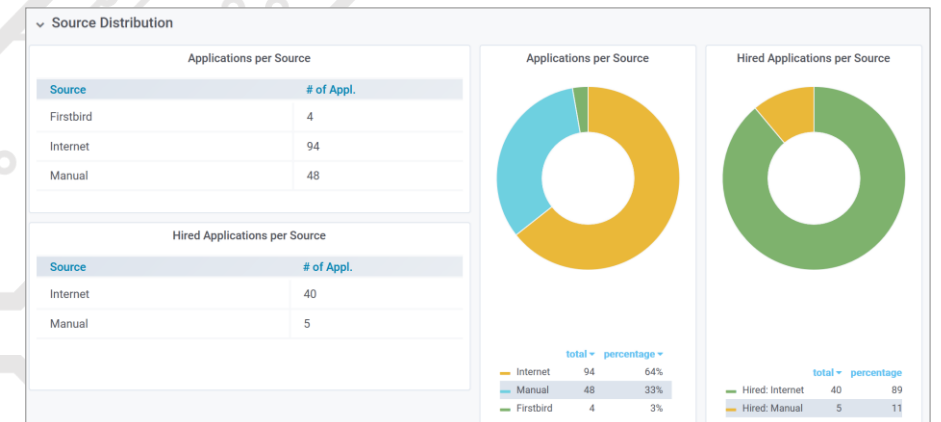 Source Distribution
Applications per Source
Source # of Appl.
Firstbird 4
Internet 94
Manual 48
Hired Applications per Source
Source # of Appl.
Internet 40
Manual 5
Applications per Source
total percentage
Internet 94 64%
Manual 48 33%
Firstbird 4 3%
Hired Applications per Source
total percentage
Hired: Internet 40 89
Hired: Manual 5 11